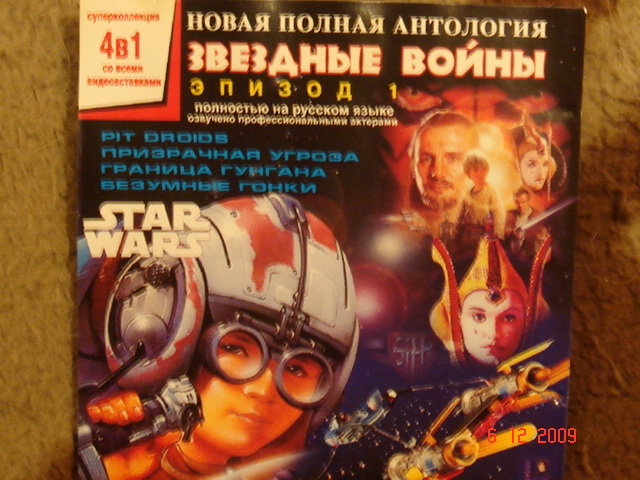 суперколлекция
4в1
со всеми
видеовставками
НОВАЯ ПОЛНАЯ АНТОЛОГИЯ
ЗВЕЗДНЫЕ ВОЙНЫ
ЭПИЗОД 1
полностью на русском языке
озвучено профессиональными актерами
PIT DROIDS
ПРИЗРАЧНАЯ УГРОЗА
ГРАНИЦА ГУНГАНА
БЕЗУМНЫЕ ГОНКИ
STAR
WARS
Sith
6 12 2009